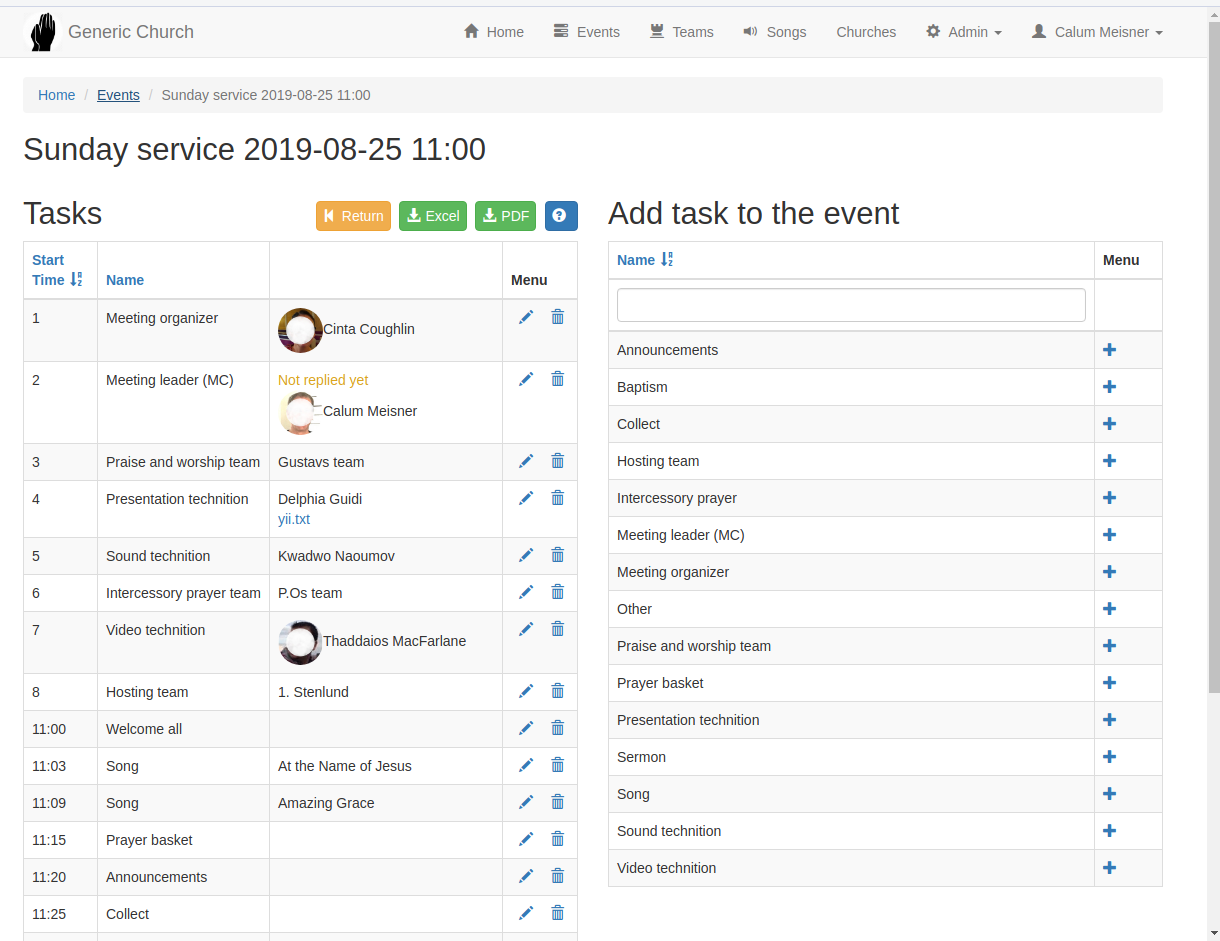 Generic Church
Home Events Teams Songs Churches Admin Calum Meisner
Home / Events / Sunday service 2019-08-25 11:00
Sunday service 2019-08-25 11:00
Tasks
Return Excel PDF ?
Start Time Name Menu
1 Meeting organizer Cinta Coughlin
2 Meeting leader (MC) Not replied yet
Calum Meisner
3 Praise and worship team Gustavs team
4 Presentation technition Delphia Guidi
yii.txt
5 Sound technition Kwadwo Naoumov
6 Intercessory prayer team P.Os team
7 Video technition Thaddaios MacFarlane
8 Hosting team 1. Stenlund
11:00 Welcome all
11:03 Song At the Name of Jesus
11:09 Song Amazing Grace
11:15 Prayer basket
11:20 Announcements
11:25 Collect
Add task to the event
Name Menu
Announcements
Baptism
Collect
Hosting team
Intercessory prayer
Meeting leader (MC)
Meeting organizer
Other
Praise and worship team
Prayer basket
Presentation technition
Sermon
Song
Sound technition
Video technition